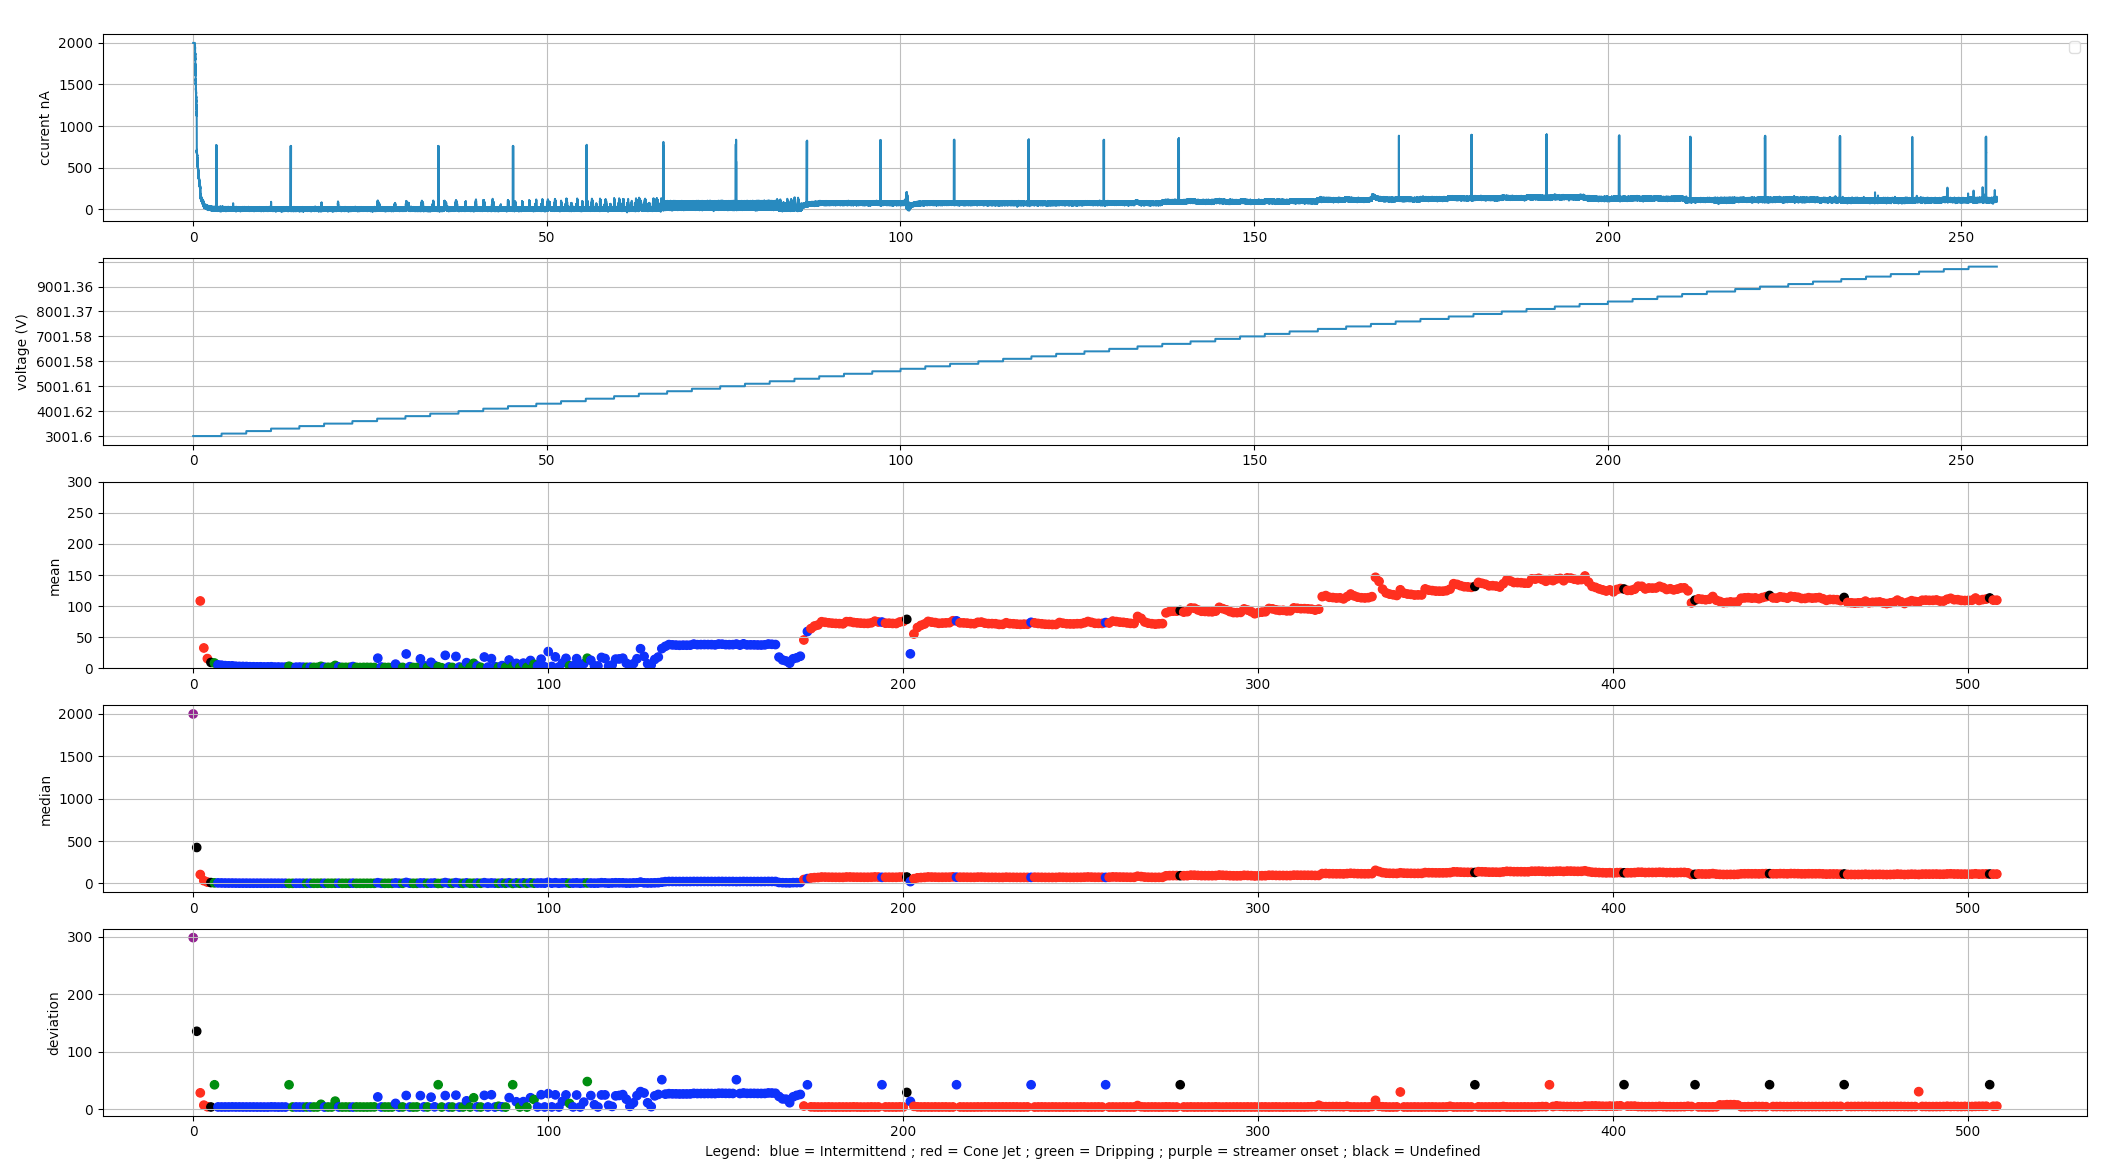 2000
1500
1000
500
0
ccurent nA
0 50 100 150 200 250
9001.36
8001.37
7001.58
6001.58
5001.61
4001.62
3001.6
voltage (V)
0 50 100 150 200 250
300
250
200
150
100
50
0
mean
0 100 200 300 400 500
2000
1500
1000
500
0
median
0 100 200 300 400 500
300
200
100
0
deviation
0 100 200 300 400 500
Legend:  blue = Intermittend ; red = Cone Jet ; green = Dripping ; purple = streamer onset ; black = Undefined